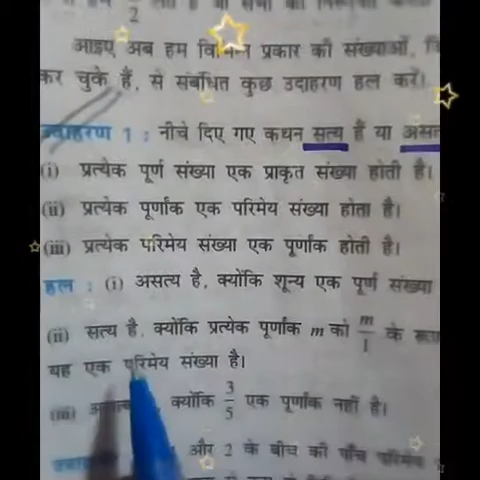 2
आइए अब हम विभिन्न प्रकार की संख्याओं,
कर चुके हैं, से संबंधित कुछ उदाहरण हल करें।
उदाहरण 1 : नीचे दिए गए कथन सत्य हैं या
(i) प्रत्येक पूर्ण संख्या एक प्राकृत संख्या होती है।
(ii) प्रत्येक पूर्णांक एक परिमेय संख्या होता है।
(iii) प्रत्येक परिमेय संख्या एक पूर्णांक होती है।
हल : (i) असत्य है, क्योंकि शून्य एक पूर्ण संख्या
(ii) सत्य है, क्योंकि प्रत्येक पूर्णांक m को m/1 के
यह एक परिमेय संख्या है।
(iii) क्योंकि 3/5 एक पूर्णांक नहीं है।
और 2 के बीच की पाँच परिमेय